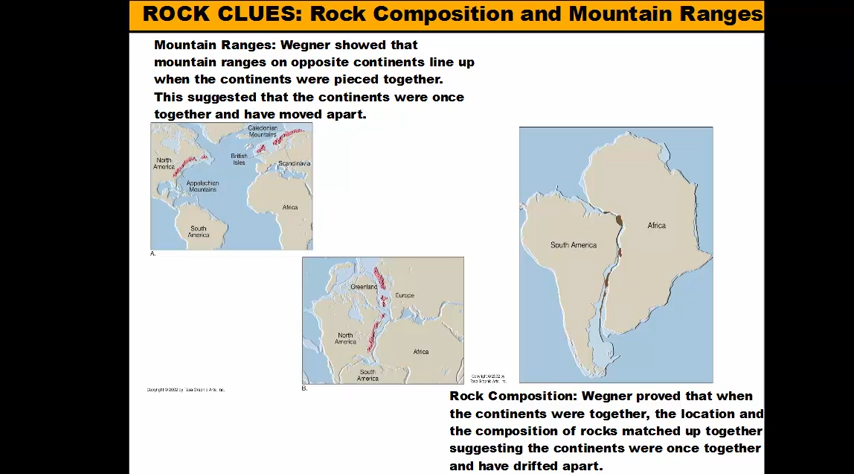 ROCK CLUES: Rock Composition and Mountain Ranges
Mountain Ranges: Wegner showed that
mountain ranges on opposite continents line up
when the continents were pieced together.
This suggested that the continents were once
together and have moved apart.
Caledonian
Mountains
North
America
British
Isles
Scandinavia
Appalachian
Mountains
Africa
South
America
A.
Greenland
Europe
North
America
Africa
South
America
B.
South America
Africa
Rock Composition: Wegner proved that when
the continents were together, the location and
the composition of rocks matched up together
suggesting the continents were once together
and have drifted apart.